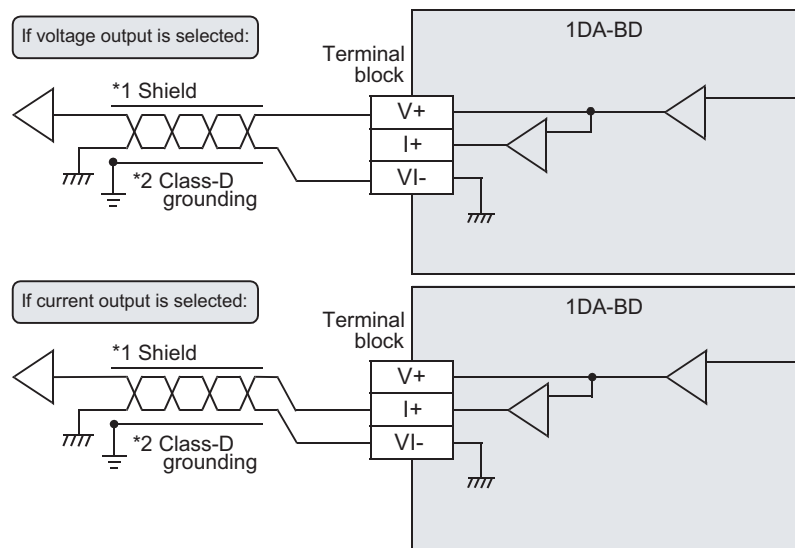 If voltage output is selected:
1DA-BD
Terminal
block
*1 Shield
V+
I+
VI-
*2 Class-D
grounding
If current output is selected:
1DA-BD
Terminal
block
*1 Shield
V+
I+
VI-
*2 Class-D
grounding